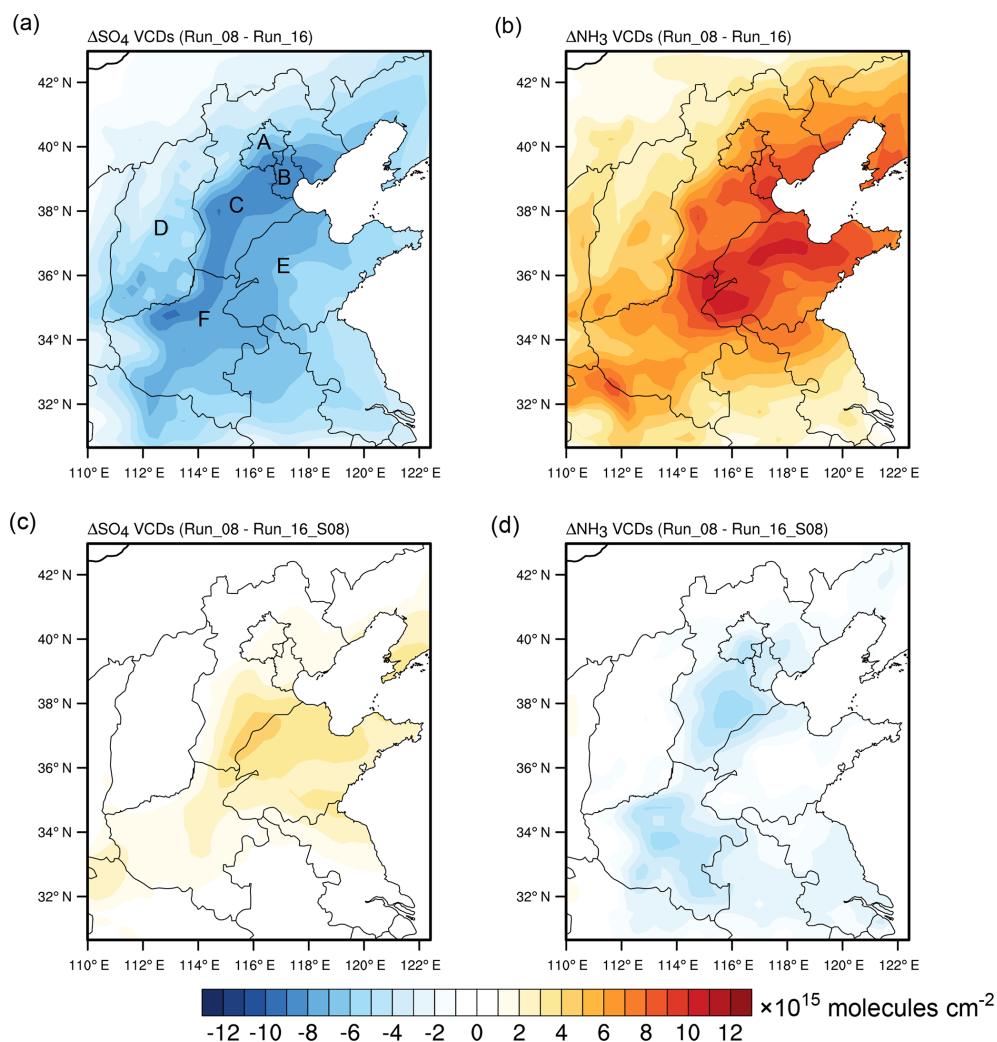 (a)
ΔSO4 VCDs (Run_08 - Run_16)
42° N
40° N
38° N
36° N
34° N
32° N
A
B
C
D
E
F
110° E 112° E 114° E 116° E 118° E 120° E 122° E
(b)
ΔNH3 VCDs (Run_08 - Run_16)
42° N
40° N
38° N
36° N
34° N
32° N
110° E 112° E 114° E 116° E 118° E 120° E 122° E
(c)
ΔSO4 VCDs (Run_08 - Run_16_S08)
42° N
40° N
38° N
36° N
34° N
32° N
110° E 112° E 114° E 116° E 118° E 120° E 122° E
(d)
ΔNH3 VCDs (Run_08 - Run_16_S08)
42° N
40° N
38° N
36° N
34° N
32° N
110° E 112° E 114° E 116° E 118° E 120° E 122° E
-12 -10 -8 -6 -4 -2 0 2 4 6 8 10 12
×10¹⁵ molecules cm⁻²